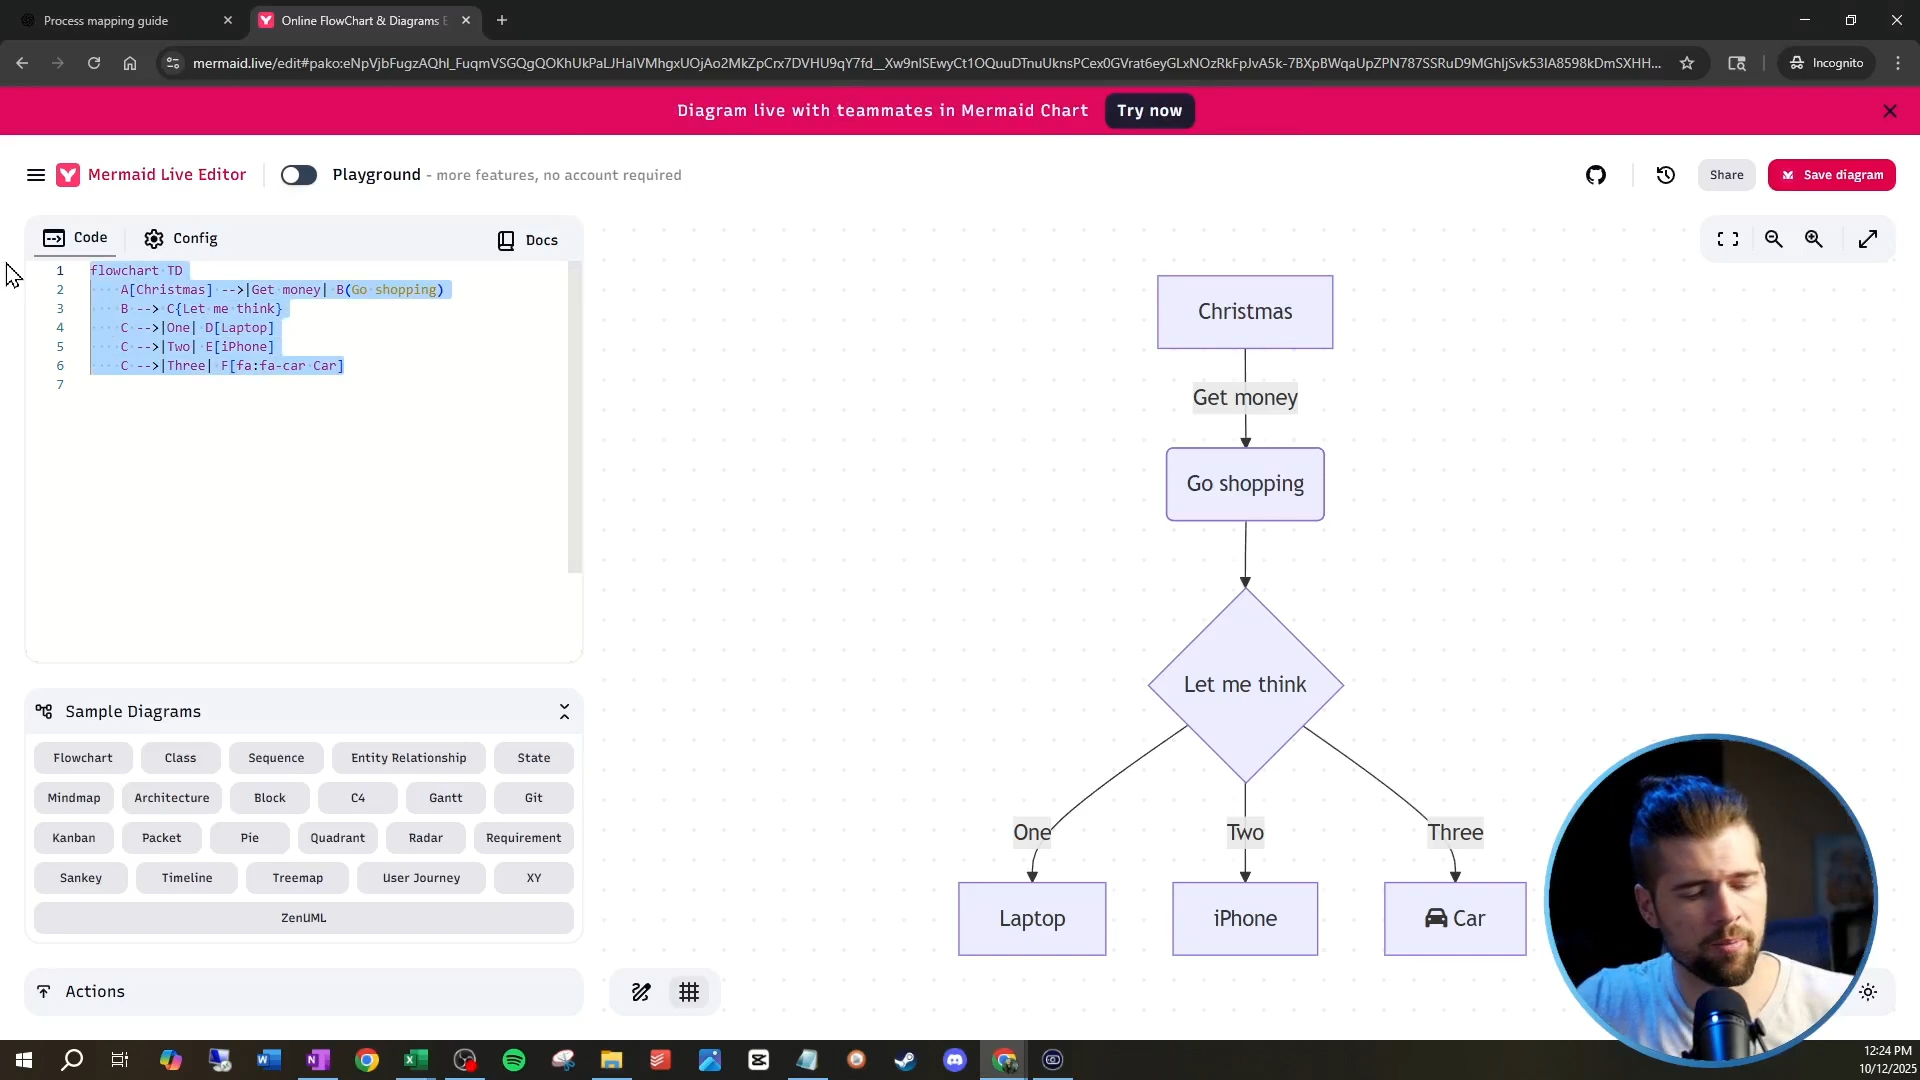 Process mapping guide
Online FlowChart & Diagrams E
mermaid.live/edit#pako:eNpVjbFugzAQhl_FuqmVSGQgQOKhUkPaLJHalVMhgxUOjAo2MkZpCrx7DVHU9qY7fd__Xw9nlSEwyCt1OQuuDTnuUknsPCex0GVrat6eyGLxNOzRkFpJvA5k-7BXpBWqaUpZPN787SSRuD9MGhljSvk53IA8598kDmSXHH...
Incognito
Diagram live with teammates in Mermaid Chart
Try now
Mermaid Live Editor
Playground - more features, no account required
Share
Save diagram
Code
Config
Docs
1 flowchart TD
2 A[Christmas] -->|Get money| B(Go shopping)
3 B --> C{Let me think}
4 C -->|One| D[Laptop]
5 C -->|Two| E[iPhone]
6 C -->|Three| F[fa:fa-car Car]
7
Christmas
Get money
Go shopping
Let me think
One
Two
Three
Laptop
iPhone
Car
Sample Diagrams
Flowchart
Class
Sequence
Entity Relationship
State
Mindmap
Architecture
Block
C4
Gantt
Git
Kanban
Packet
Pie
Quadrant
Radar
Requirement
Sankey
Timeline
Treemap
User Journey
XY
ZenUML
Actions
12:24 PM
10/12/2025